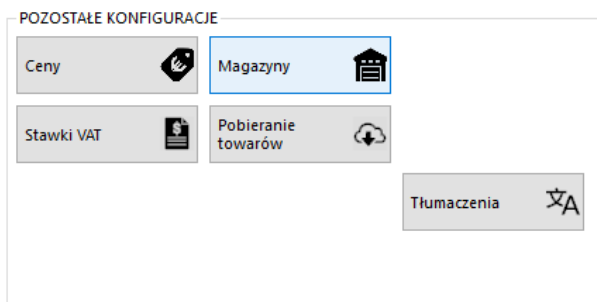 POZOSTAŁE KONFIGURACJE
Ceny
Magazyny
Stawki VAT
Pobieranie
towarów
Tłumaczenia